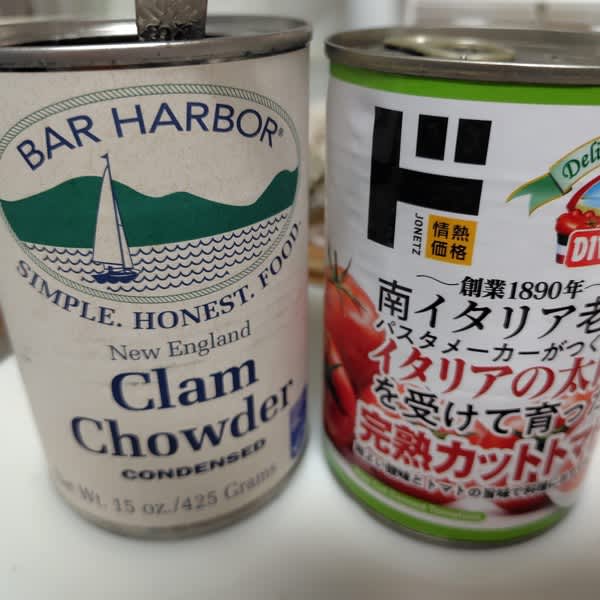 BAR HARBOR®
SIMPLE. HONEST. FOOD.
New England
Clam
Chowder
CONDENSED
Wt. 15 oz./425 Grams
ド
JONETZ
情熱
価格
Deli
DIV
創業1890年
南イタリア老
パスタメーカーがつく
イタリアの太
を受けて育っ
完熟カットトマ